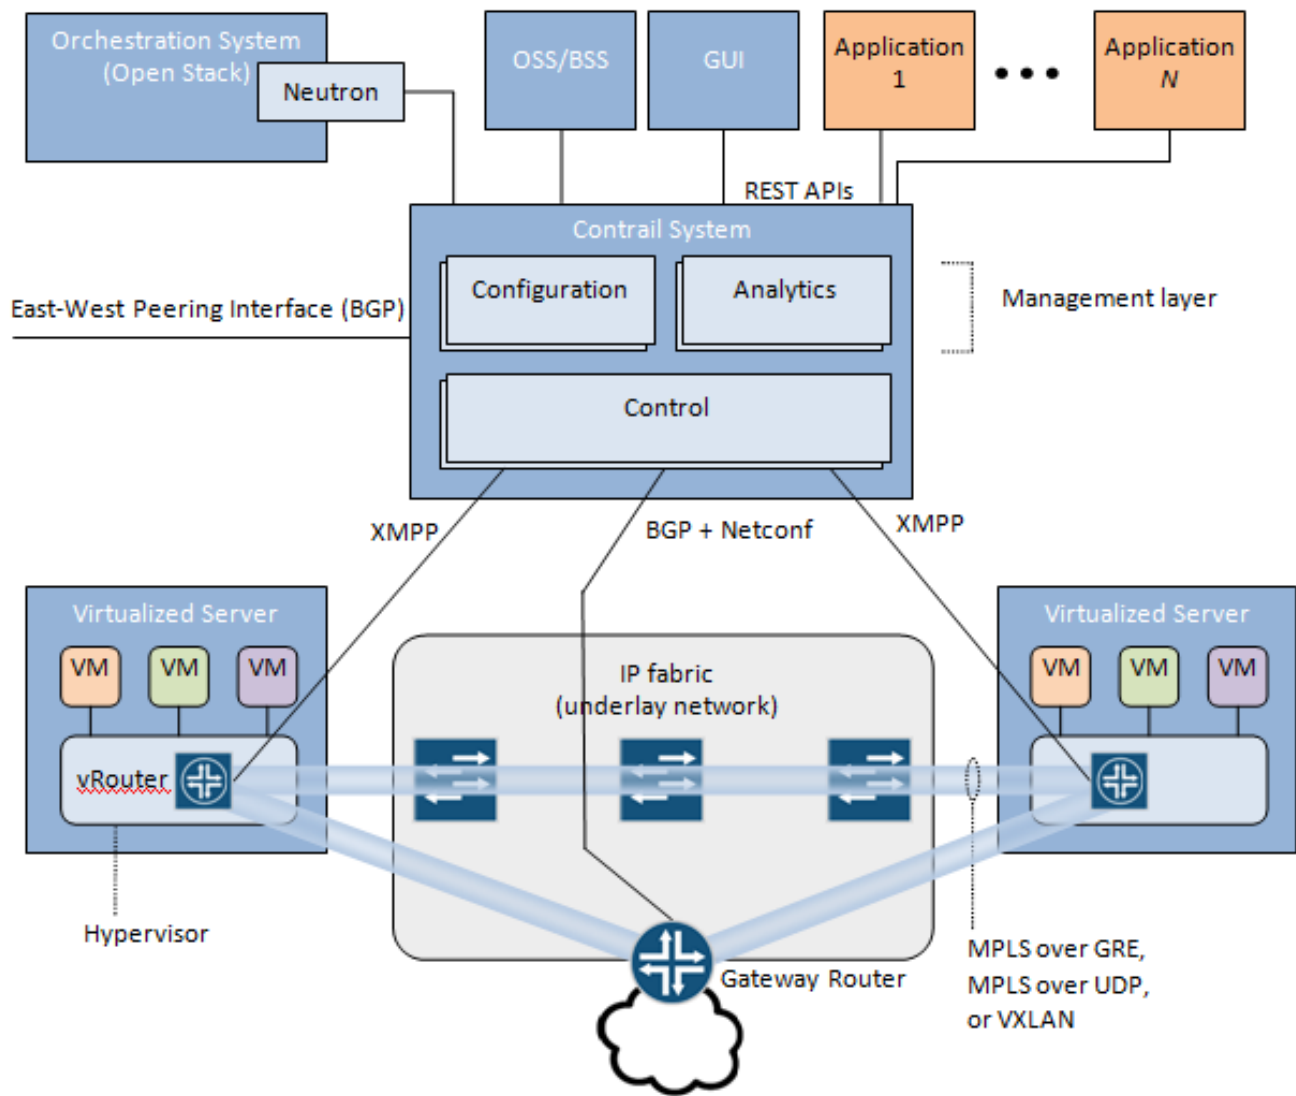 Orchestration System
(Open Stack)
Neutron
OSS/BSS
GUI
Application
1
Application
N
REST APIs
Contrail System
Configuration
Analytics
Management layer
East-West Peering Interface (BGP)
Control
XMPP
BGP + Netconf
XMPP
Virtualized Server
VM
VM
VM
vRouter
Hypervisor
IP fabric
(underlay network)
Virtualized Server
VM
VM
VM
Gateway Router
MPLS over GRE,
MPLS over UDP,
or VXLAN